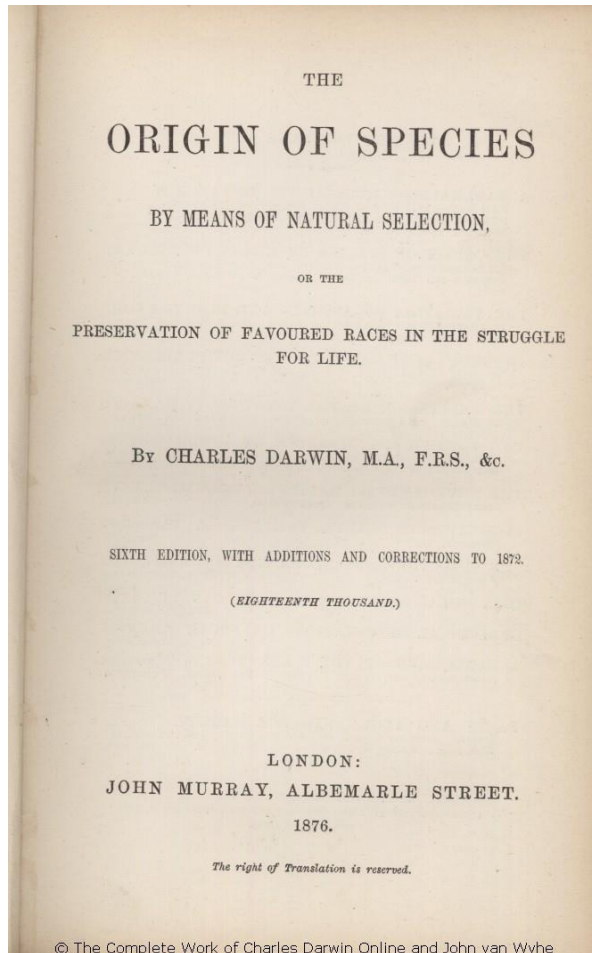 THE
ORIGIN OF SPECIES
BY MEANS OF NATURAL SELECTION,
OR THE
PRESERVATION OF FAVOURED RACES IN THE STRUGGLE
FOR LIFE.
By CHARLES DARWIN, M.A., F.R.S., &c.
SIXTH EDITION, WITH ADDITIONS AND CORRECTIONS TO 1872.
(EIGHTEENTH THOUSAND.)
LONDON:
JOHN MURRAY, ALBEMARLE STREET.
1876.
The right of Translation is reserved.
© The Complete Work of Charles Darwin Online and John van Wyhe